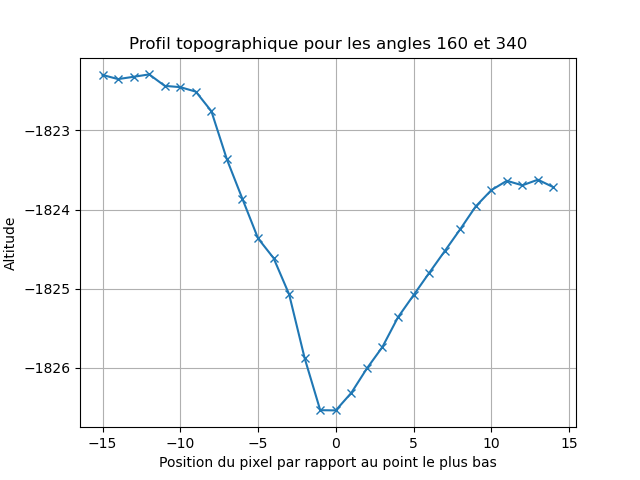 Profil topographique pour les angles 160 et 340
Altitude
−1823
−1824
−1825
−1826
−15 −10 −5 0 5 10 15
Position du pixel par rapport au point le plus bas